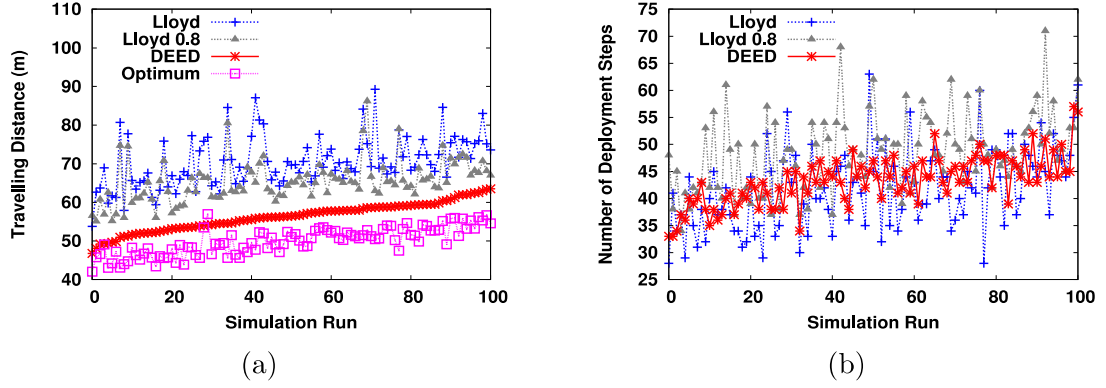 110
100
90
80
70
60
50
40
Travelling Distance (m)
Lloyd
Lloyd 0.8
DEED
Optimum
0 20 40 60 80 100
Simulation Run
(a)
75
70
65
60
55
50
45
40
35
30
25
Number of Deployment Steps
Lloyd
Lloyd 0.8
DEED
0 20 40 60 80 100
Simulation Run
(b)